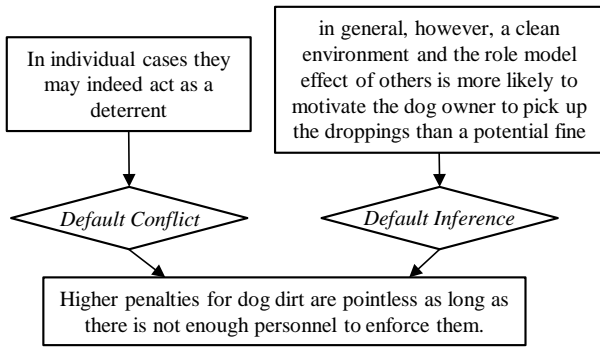 In individual cases they
may indeed act as a
deterrent
in general, however, a clean
environment and the role model
effect of others is more likely to
motivate the dog owner to pick up
the droppings than a potential fine
Default Conflict
Default Inference
Higher penalties for dog dirt are pointless as long as
there is not enough personnel to enforce them.